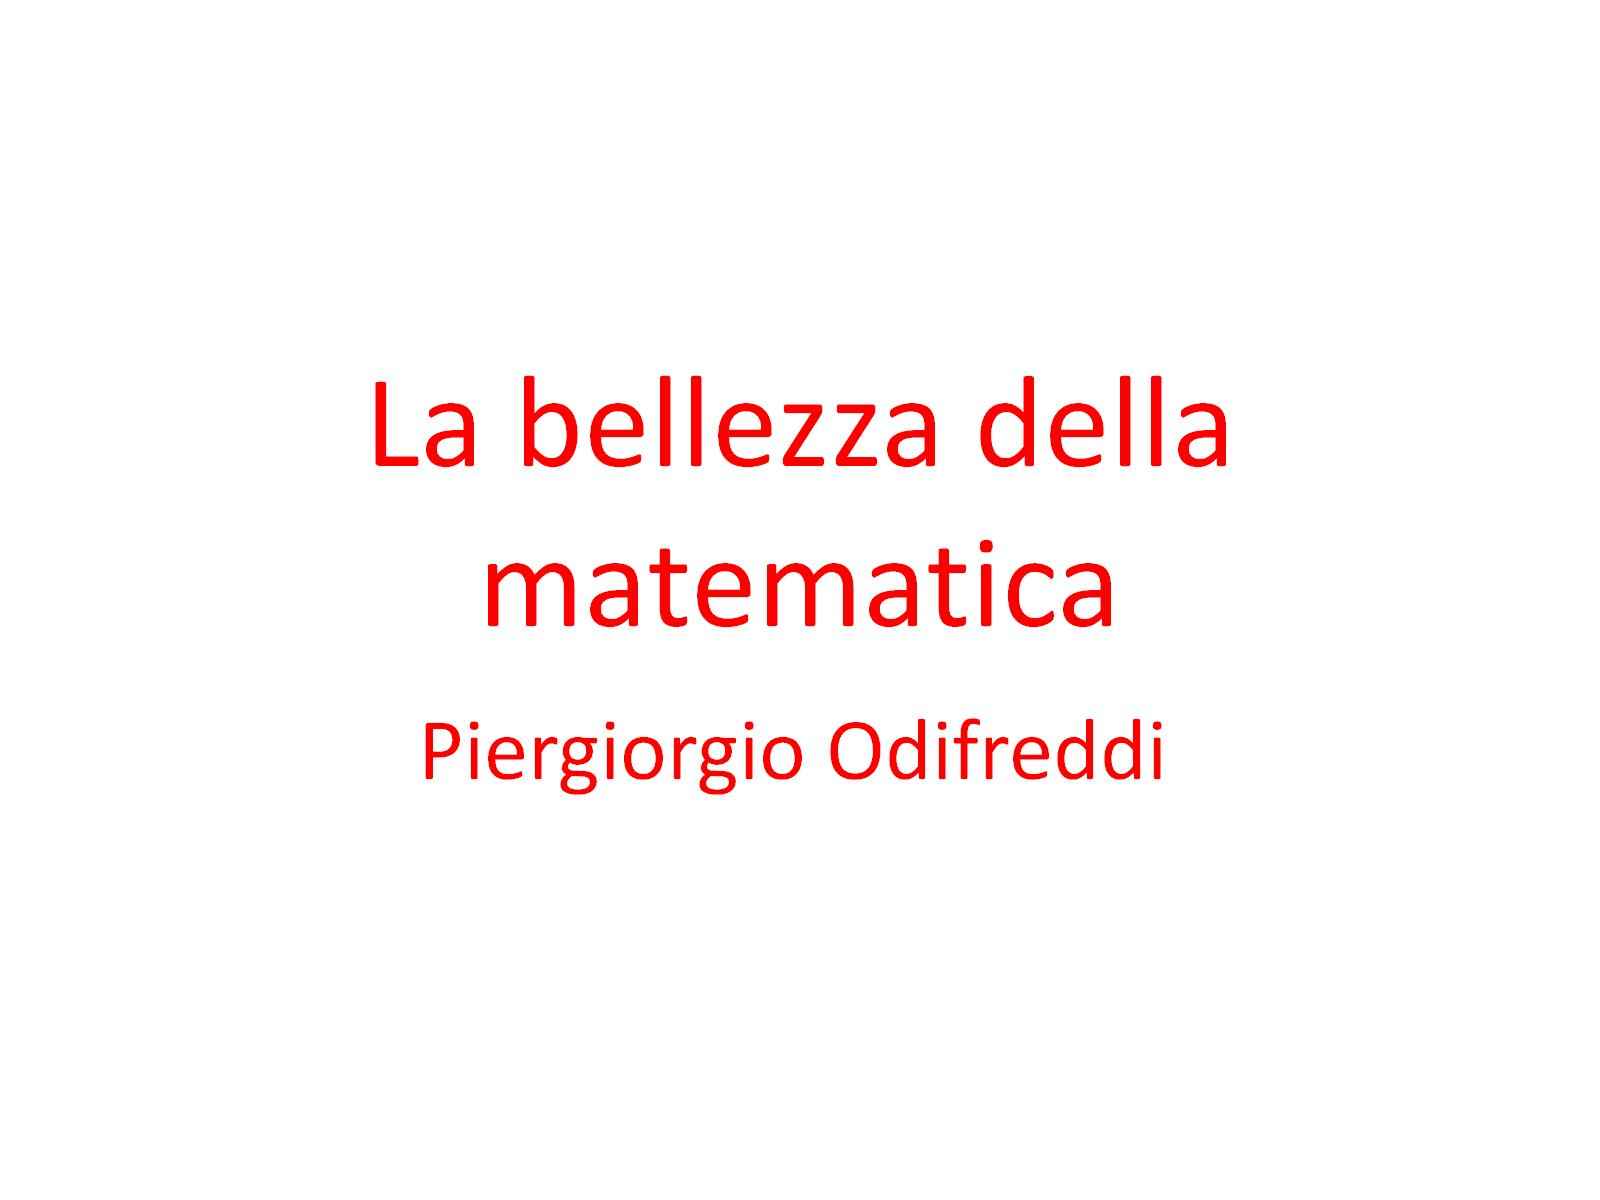 La bellezza della
matematica
Piergiorgio Odifreddi